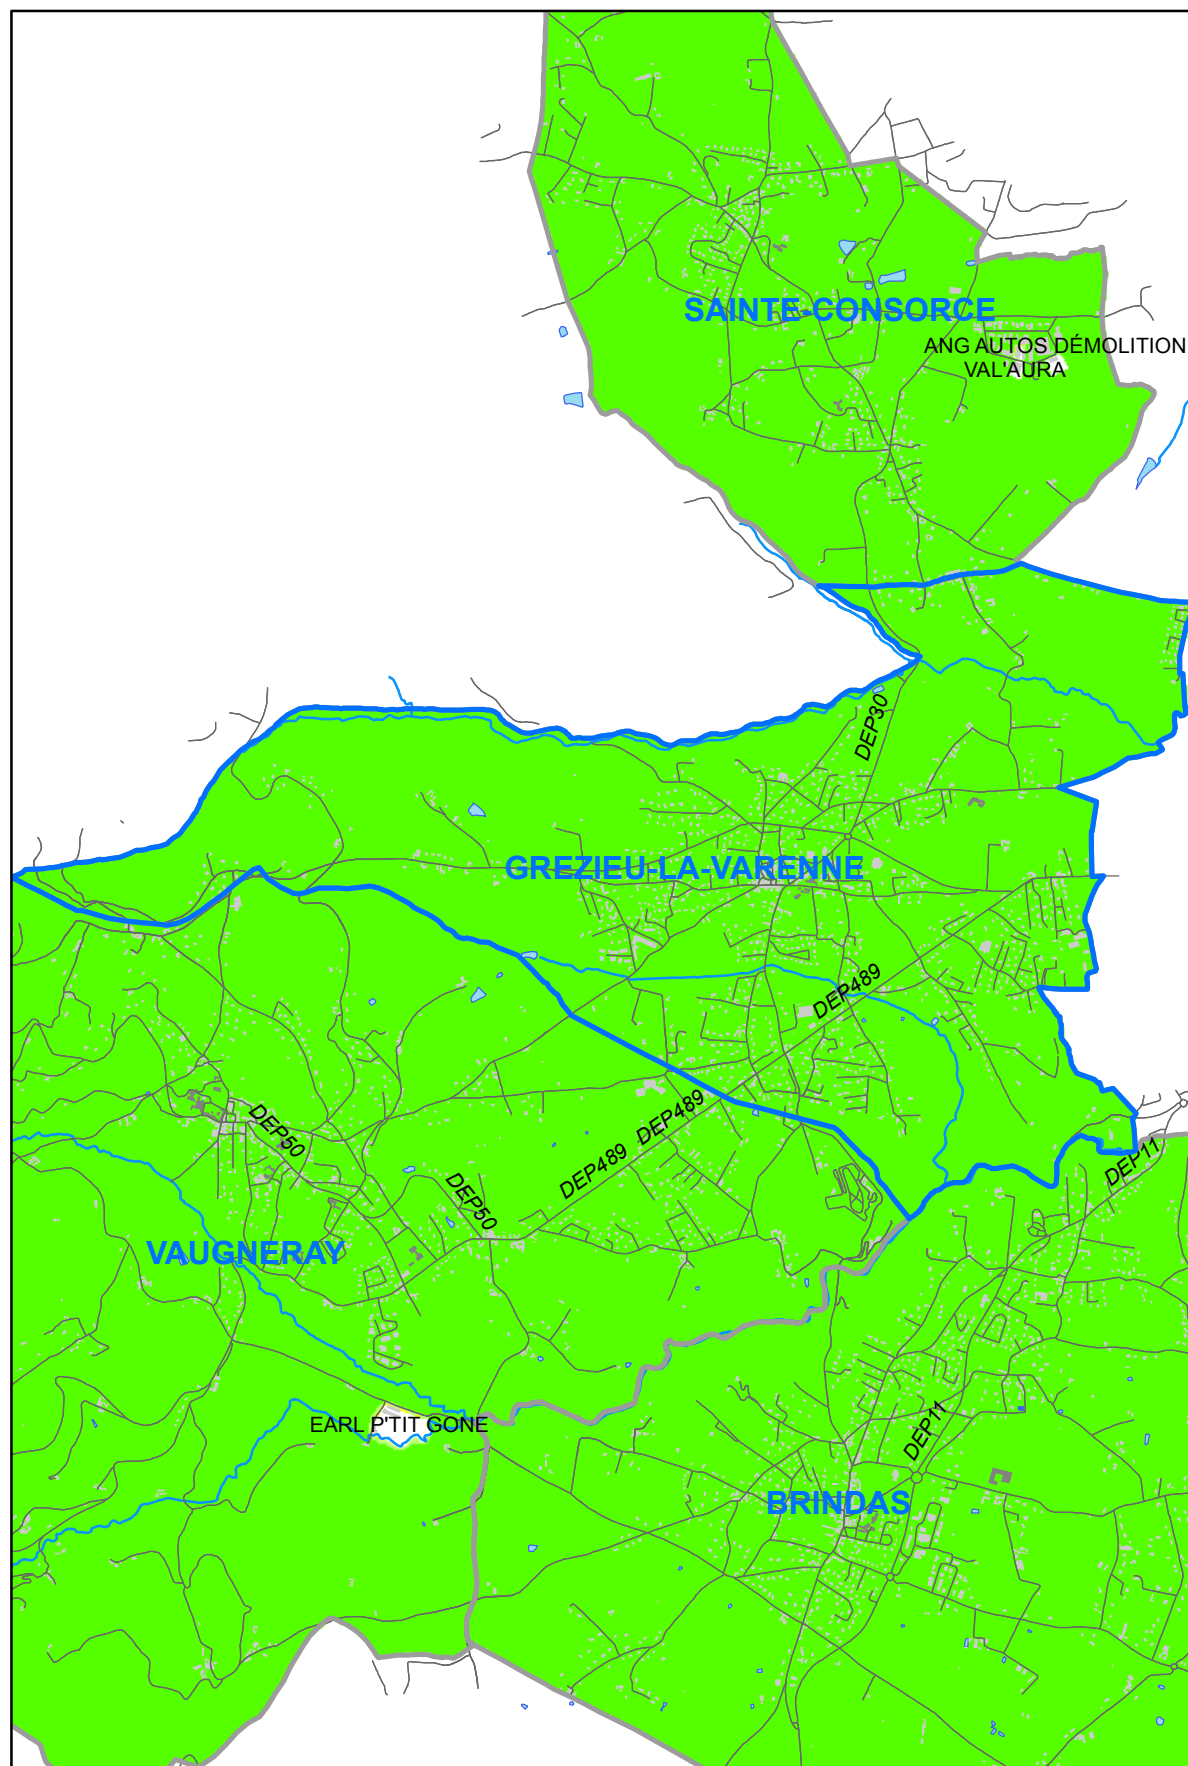 SAINTE-CONSORCE
ANG AUTOS DÉMOLITION
VAL'AURA
DEP30
GREZIEU-LA-VARENNE
DEP489
DEP489
DEP50
DEP489
DEP11
DEP50
VAUGNERAY
EARL P'TIT GONE
DEP11
BRINDAS